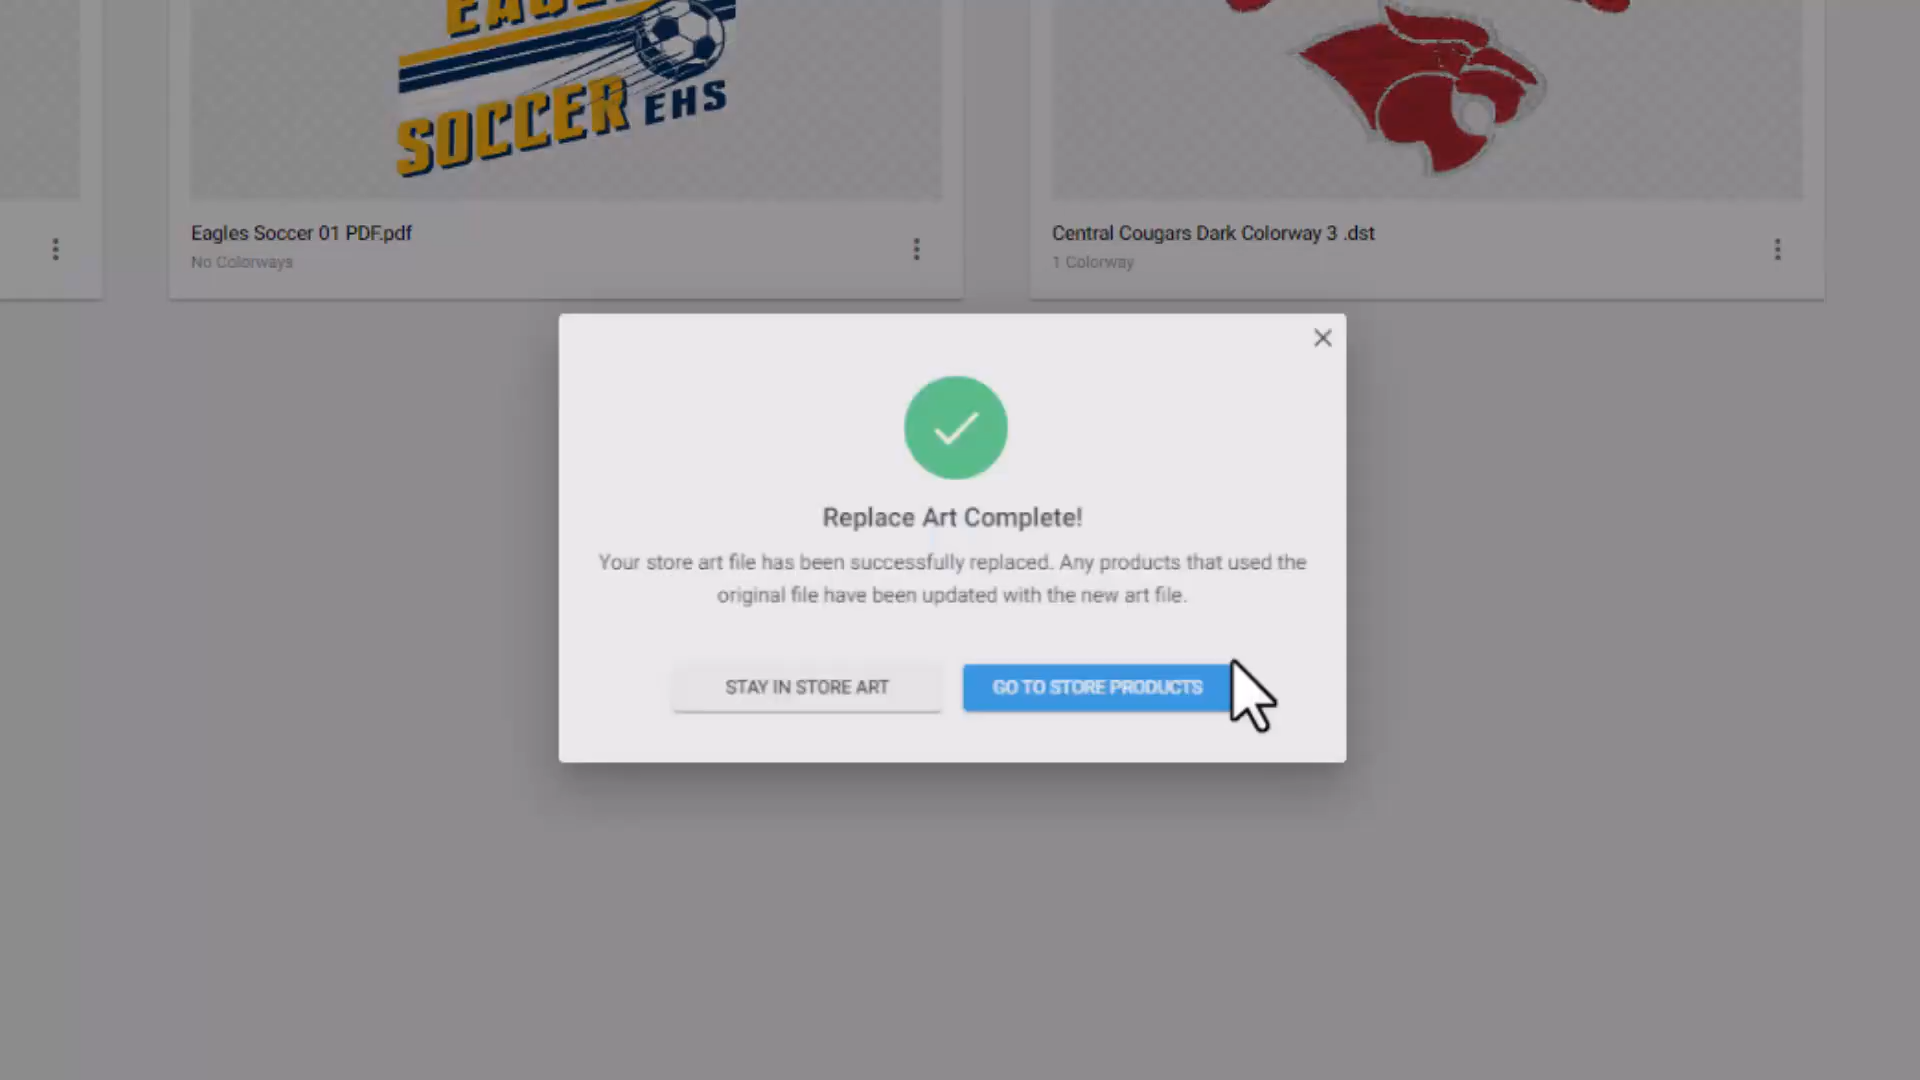 SOCCER EHS
Eagles Soccer 01 PDF.pdf
No Colorways
Central Cougars Dark Colorway 3 .dst
1 Colorway
Replace Art Complete!
Your store art file has been successfully replaced. Any products that used the
original file have been updated with the new art file.
STAY IN STORE ART
GO TO STORE PRODUCTS